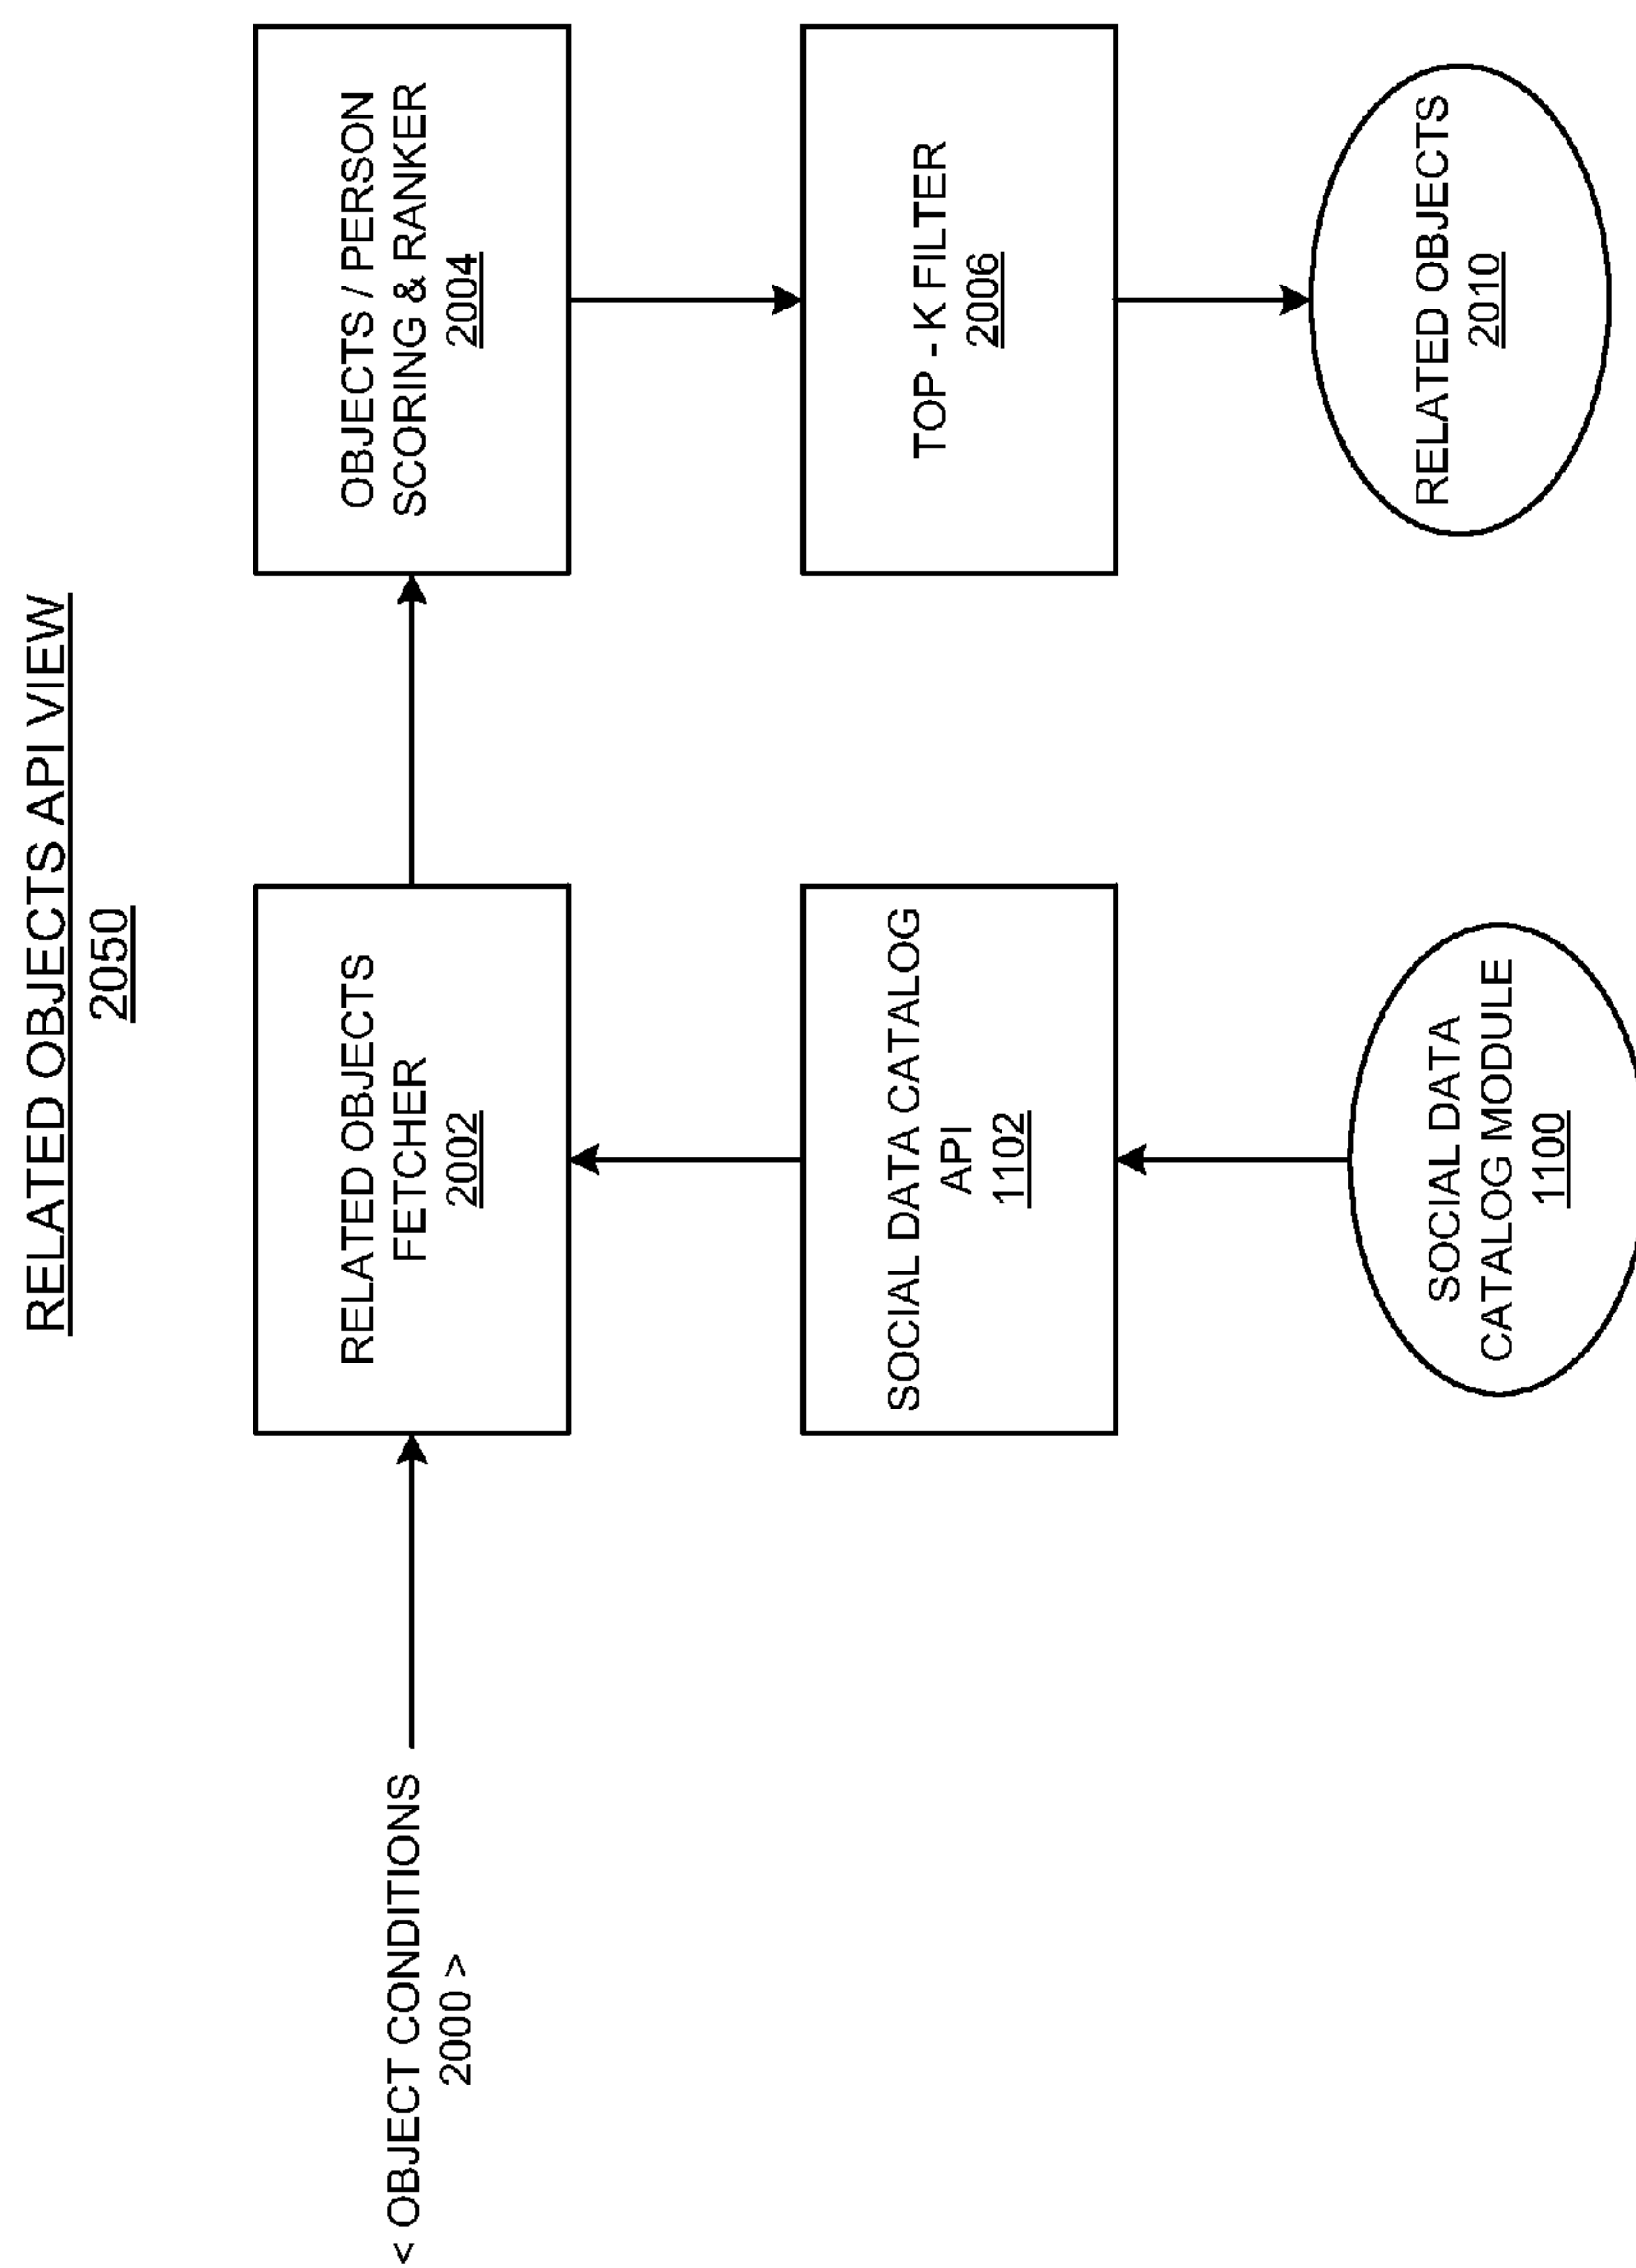 RELATED OBJECTS API VIEW
2050
< OBJECT CONDITIONS
2000 >
RELATED OBJECTS
FETCHER
2002
OBJECTS / PERSON
SCORING & RANKER
2004
SOCIAL DATA CATALOG
API
1102
TOP - K FILTER
2006
SOCIAL DATA
CATALOG MODULE
1100
RELATED OBJECTS
2010